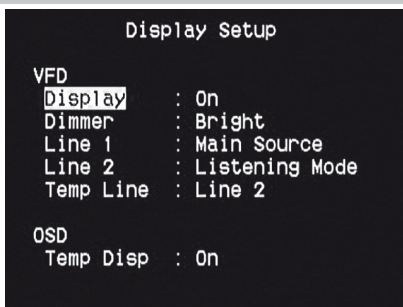 Display Setup
VFD
Display : On
Dimmer : Bright
Line 1 : Main Source
Line 2 : Listening Mode
Temp Line : Line 2
OSD
Temp Disp : On